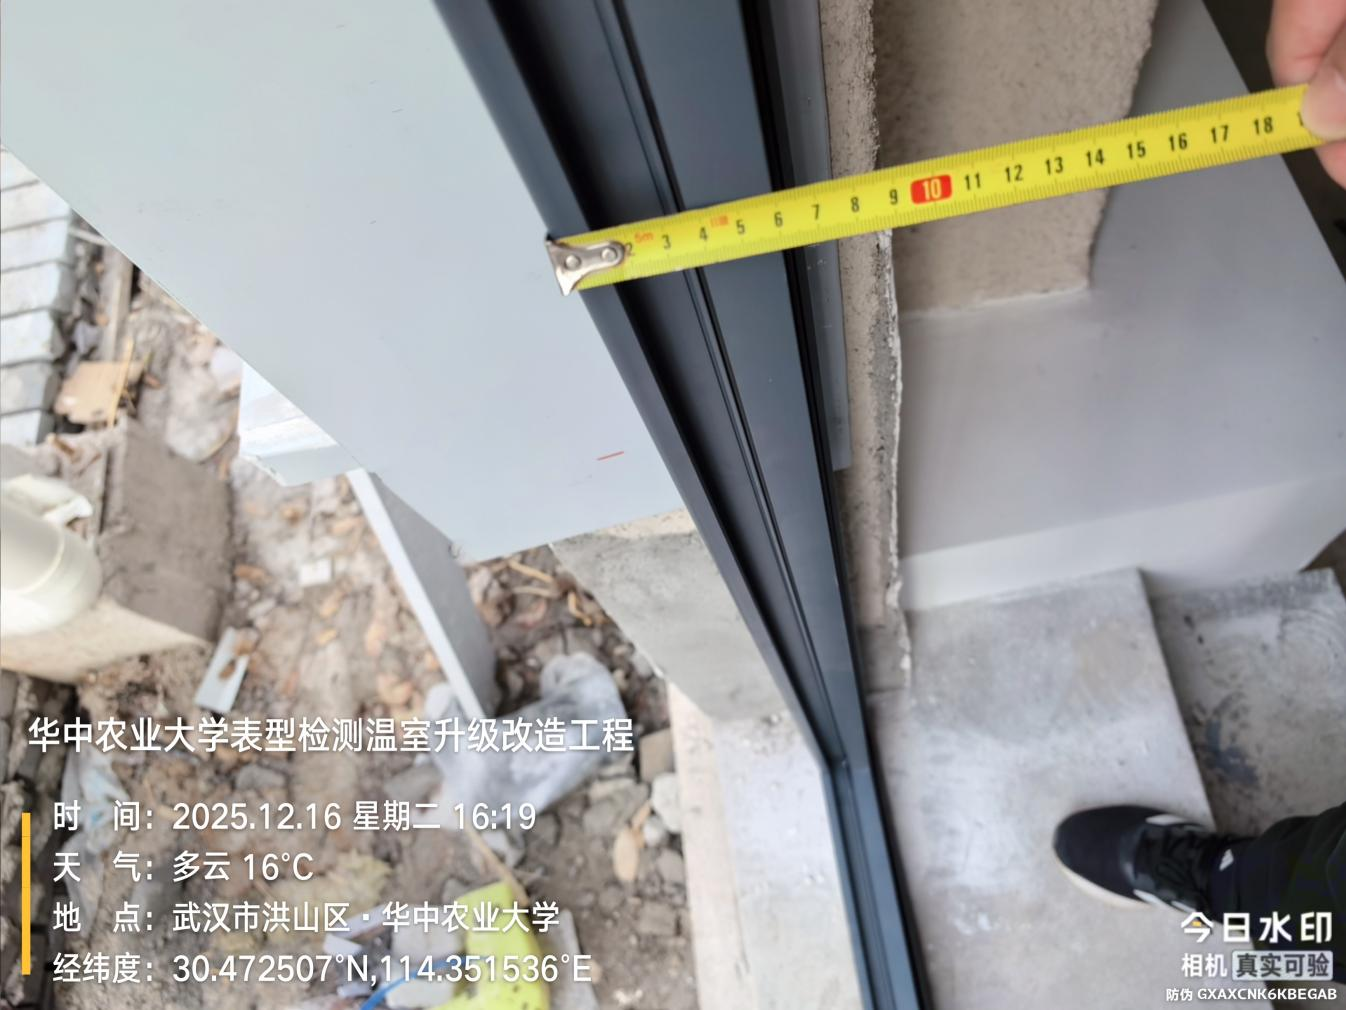 2 5m 3 4 5 6 7 8 9 10 11 12 13 14 15 16 17 18
华中农业大学表型检测温室升级改造工程
时 间：2025.12.16 星期二 16:19
天 气：多云 16°C
地 点：武汉市洪山区·华中农业大学
经纬度：30.472507°N,114.351536°E
今日水印
相机 真实可验
防伪 GXAXCNK6KBEGAB